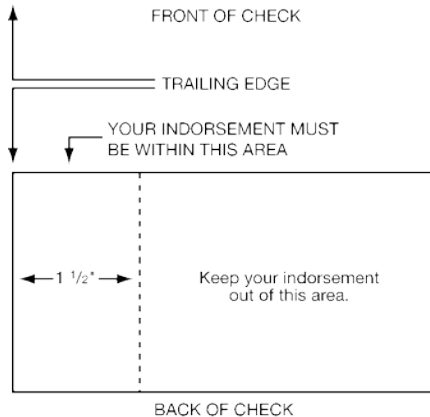 FRONT OF CHECK
TRAILING EDGE
YOUR INDORSEMENT MUST
BE WITHIN THIS AREA
1 1/2"
Keep your indorsement
out of this area.
BACK OF CHECK